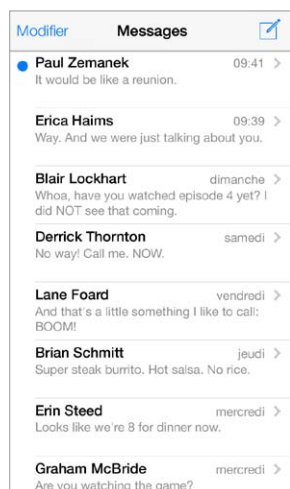 Modifier Messages
Paul Zemanek 09:41
It would be like a reunion.
Erica Haims 09:39
Way. And we were just talking about you.
Blair Lockhart dimanche
Whoa, have you watched episode 4 yet? I
did NOT see that coming.
Derrick Thornton samedi
No way! Call me. NOW.
Lane Foard vendredi
And that's a little something I like to call:
BOOM!
Brian Schmitt jeudi
Super steak burrito. Hot salsa. No rice.
Erin Steed mercredi
Looks like we're 8 for dinner now.
Graham McBride mercredi
Are you watching the game?